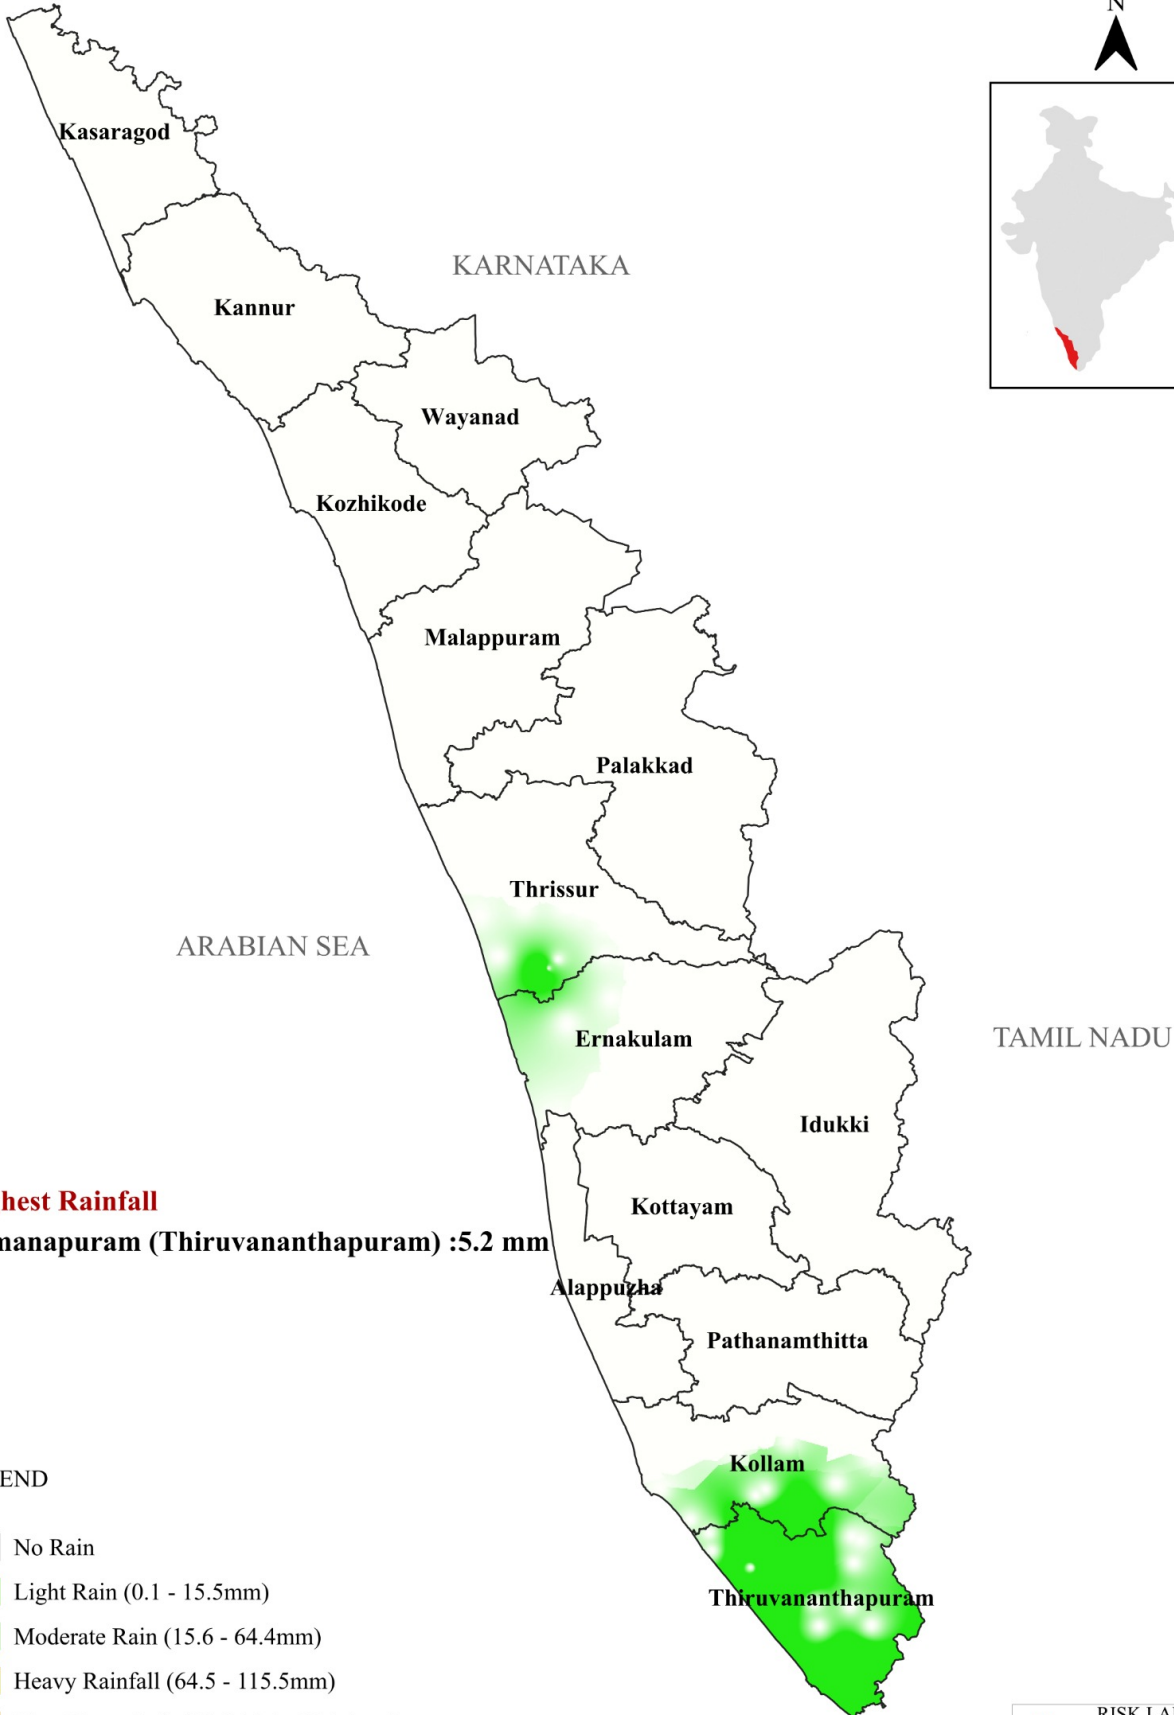 N
Kasaragod
KARNATAKA
Kannur
Wayanad
Kozhikode
Malappuram
Palakkad
Thrissur
ARABIAN SEA
Ernakulam
TAMIL NADU
Idukki
hest Rainfall
Kottayam
manapuram (Thiruvananthapuram) :5.2 mm
Alappuzha
Pathanamthitta
Kollam
END
No Rain
Light Rain (0.1 - 15.5mm)
Thiruvananthapuram
Moderate Rain (15.6 - 64.4mm)
Heavy Rainfall (64.5 - 115.5mm)